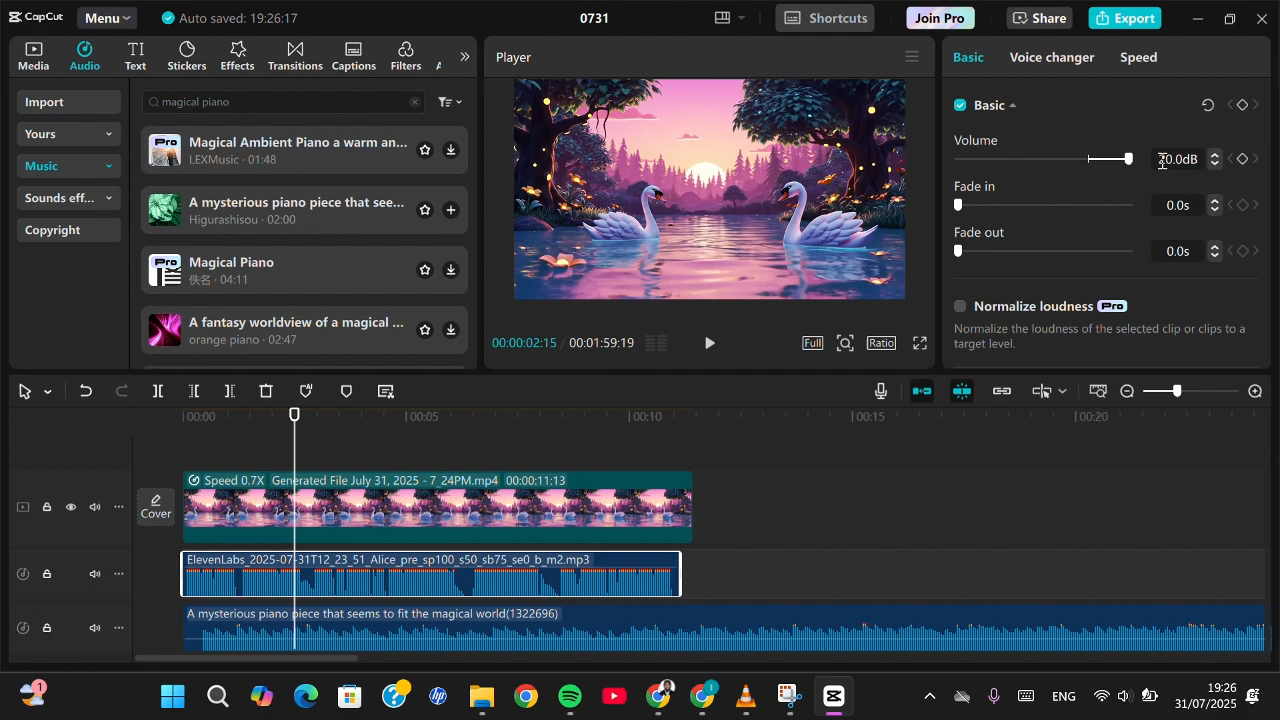 CapCut
Menu
Auto saved: 19:26:17
0731
Shortcuts
Join Pro
Share
Export
Media
Audio
Text
Stickers
Effects
Transitions
Captions
Filters
Player
Basic
Voice changer
Speed
Import
Yours
Music
Sounds eff...
Copyright
magical piano
Pro
Magical Ambient Piano a warm an...
LEXMusic · 01:48
A mysterious piano piece that see...
Higurashisou · 02:00
Pro
Magical Piano
佚名 · 04:11
A fantasy worldview of a magical ...
orange piano · 02:47
00:00:02:15 / 00:01:59:19
Full
Ratio
Basic
Volume
20.0dB
Fade in
0.0s
Fade out
0.0s
Normalize loudness Pro
Normalize the loudness of the selected clip or clips to a
target level.
00:00
00:05
00:10
00:15
00:20
Cover
Speed 0.7X Generated File July 31, 2025 - 7_24PM.mp4 00:00:11:13
ElevenLabs_2025-07-31T12_23_51_Alice_pre_sp100_s50_sb75_se0_b_m2.mp3
A mysterious piano piece that seems to fit the magical world(1322696)
1
ENG
19:26
31/07/2025